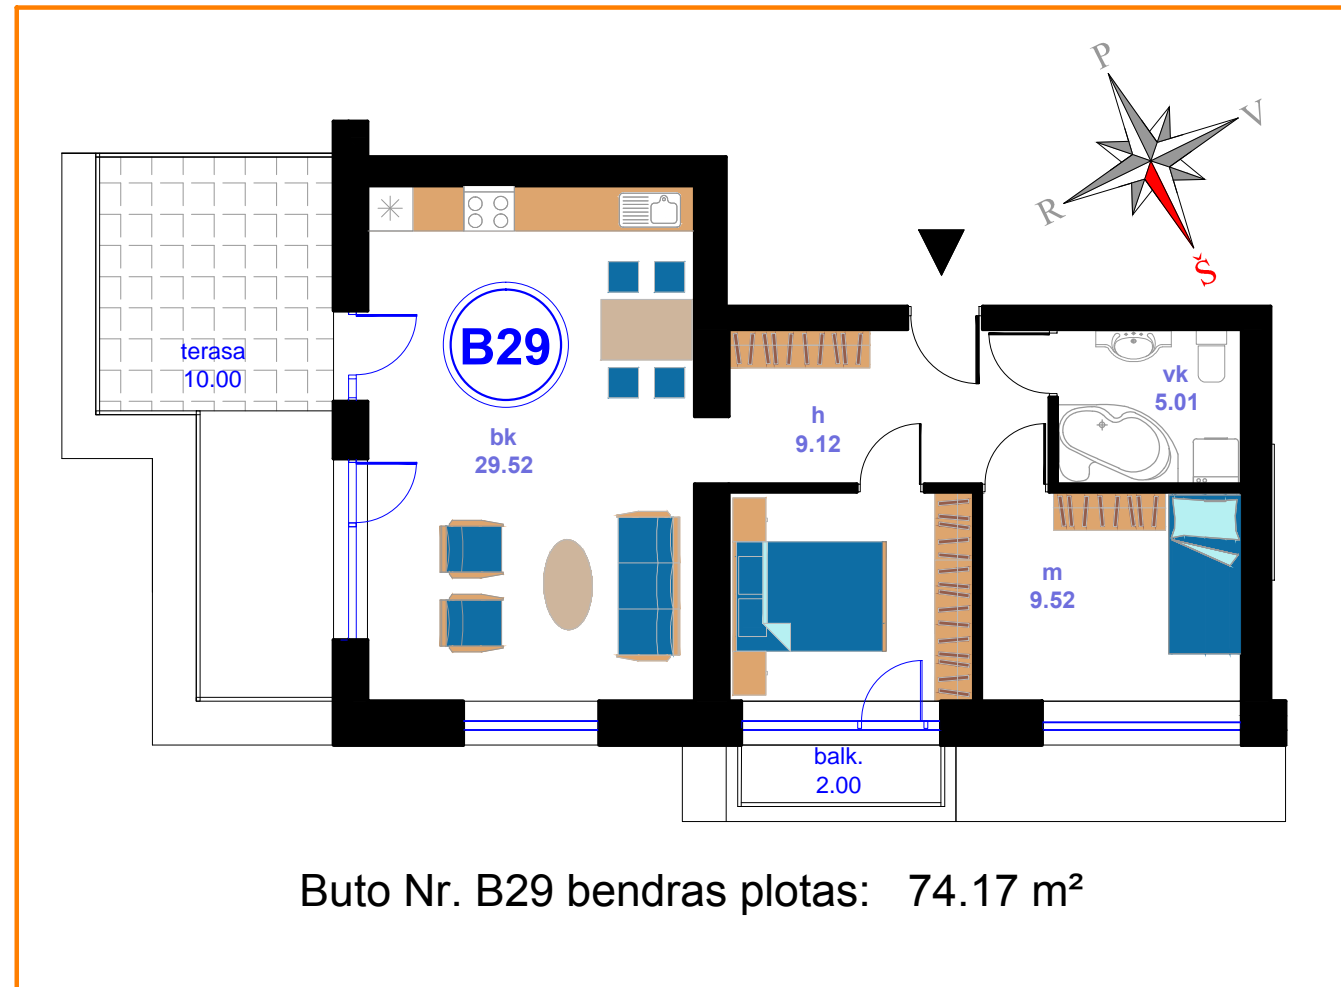 P
V
R
Š
terasa
10.00
B29
bk
29.52
h
9.12
vk
5.01
m
9.52
balk.
2.00
Buto Nr. B29 bendras plotas: 74.17 m²